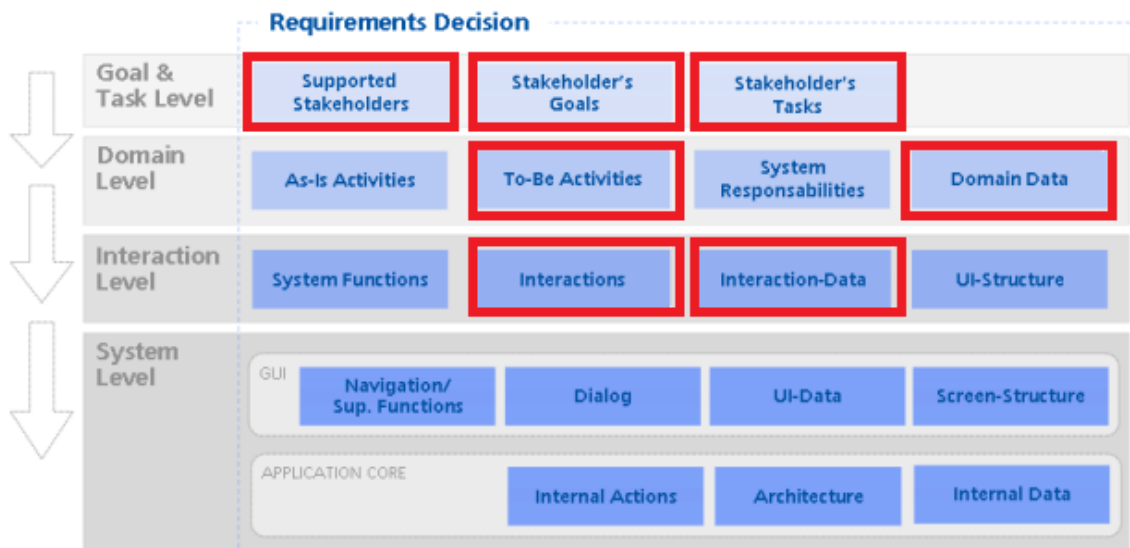 Requirements Decision
Goal &
Task Level
Supported
Stakeholders
Stakeholder's
Goals
Stakeholder's
Tasks
Domain
Level
As-Is Activities
To-Be Activities
System
Responsabilities
Domain Data
Interaction
Level
System Functions
Interactions
Interaction-Data
UI-Structure
System
Level
GUI
Navigation/
Sup. Functions
Dialog
UI-Data
Screen-Structure
APPLICATION CORE
Internal Actions
Architecture
Internal Data